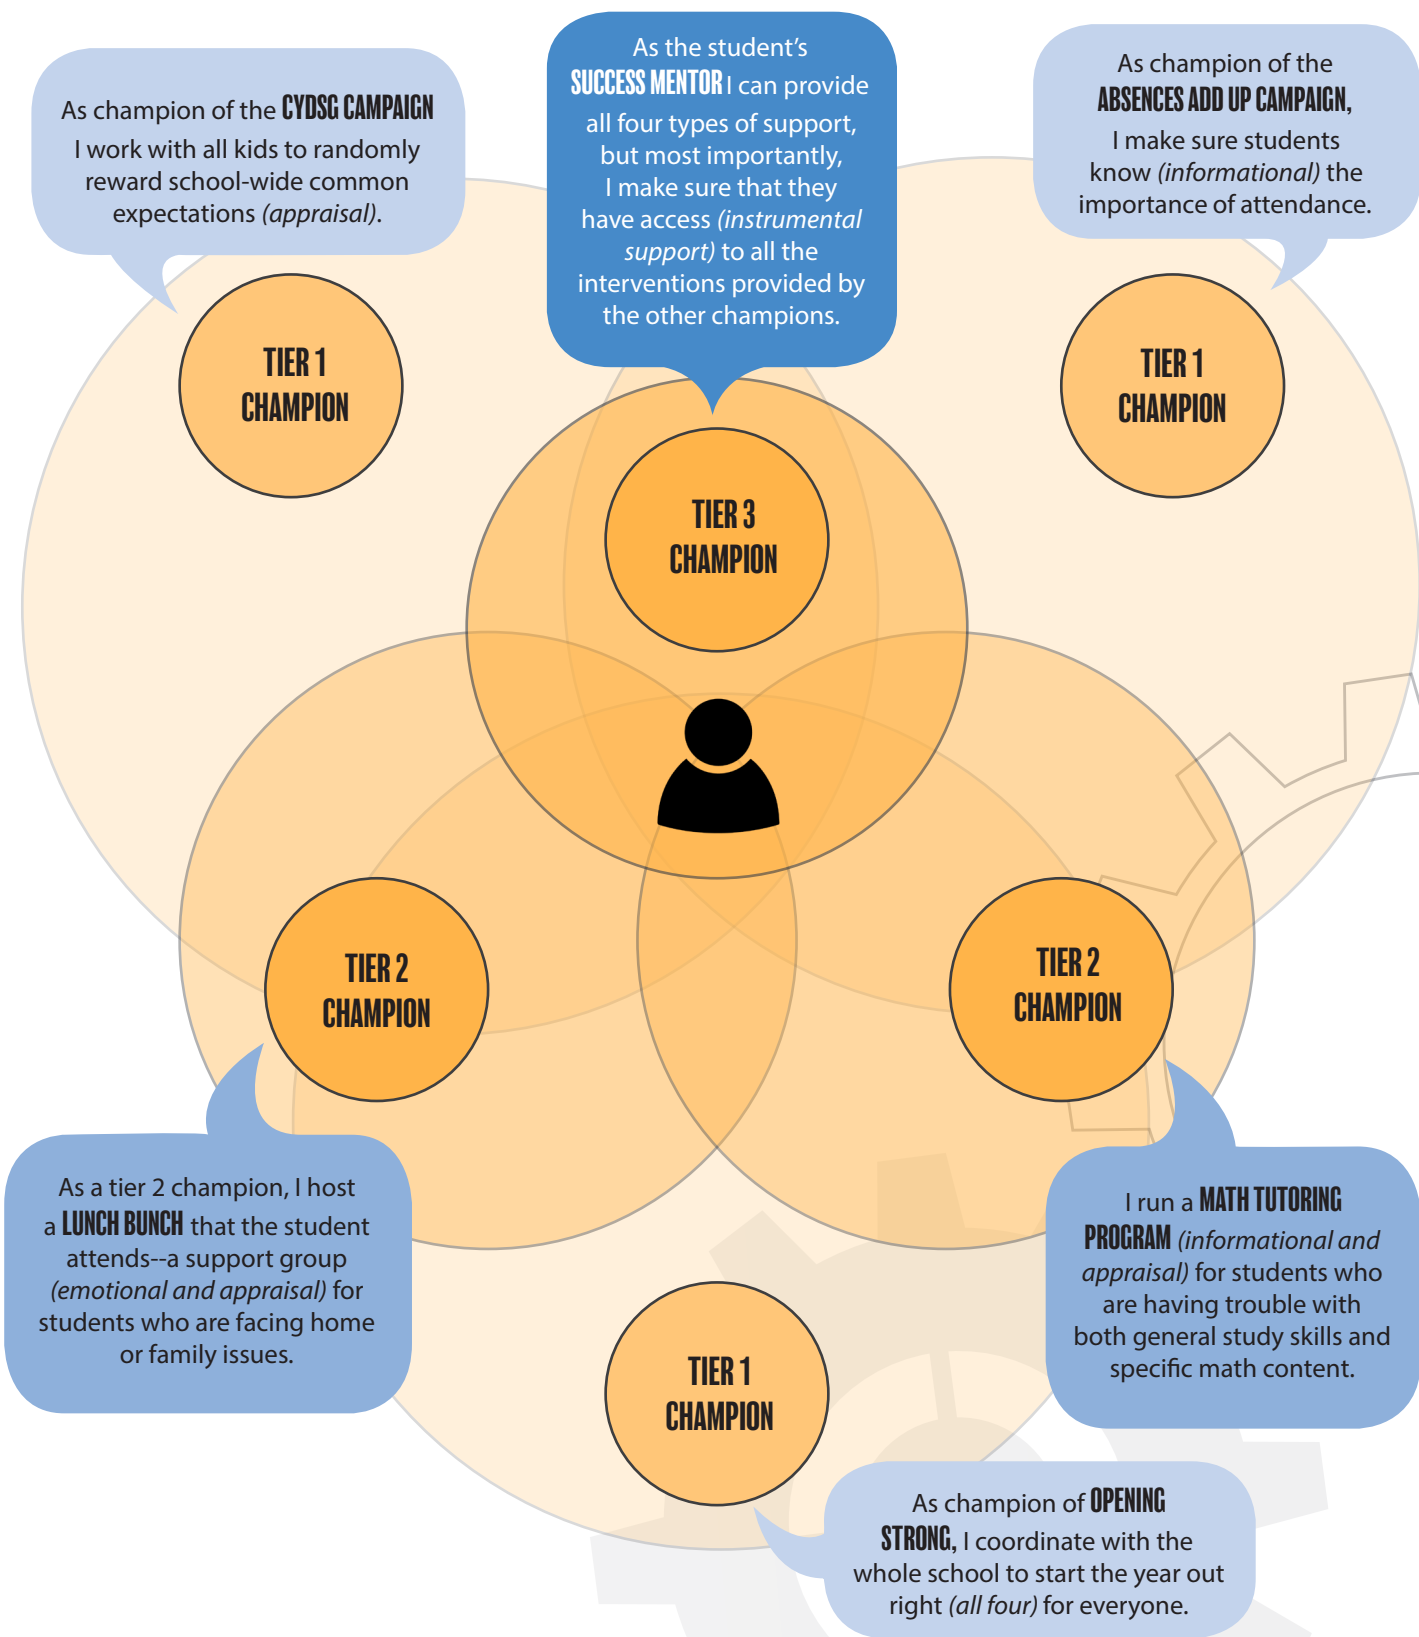 As champion of the CYDSG CAMPAIGN
I work with all kids to randomly
reward school-wide common
expectations (appraisal).
As the student’s
SUCCESS MENTOR I can provide
all four types of support,
but most importantly,
I make sure that they
have access (instrumental
support) to all the
interventions provided by
the other champions.
As champion of the
ABSENCES ADD UP CAMPAIGN,
I make sure students
know (informational) the
importance of attendance.
TIER 1
CHAMPION
TIER 1
CHAMPION
TIER 3
CHAMPION
TIER 2
CHAMPION
TIER 2
CHAMPION
As a tier 2 champion, I host
a LUNCH BUNCH that the student
attends--a support group
(emotional and appraisal) for
students who are facing home
or family issues.
I run a MATH TUTORING
PROGRAM (informational and
appraisal) for students who
are having trouble with
both general study skills and
specific math content.
TIER 1
CHAMPION
As champion of OPENING
STRONG, I coordinate with the
whole school to start the year out
right (all four) for everyone.